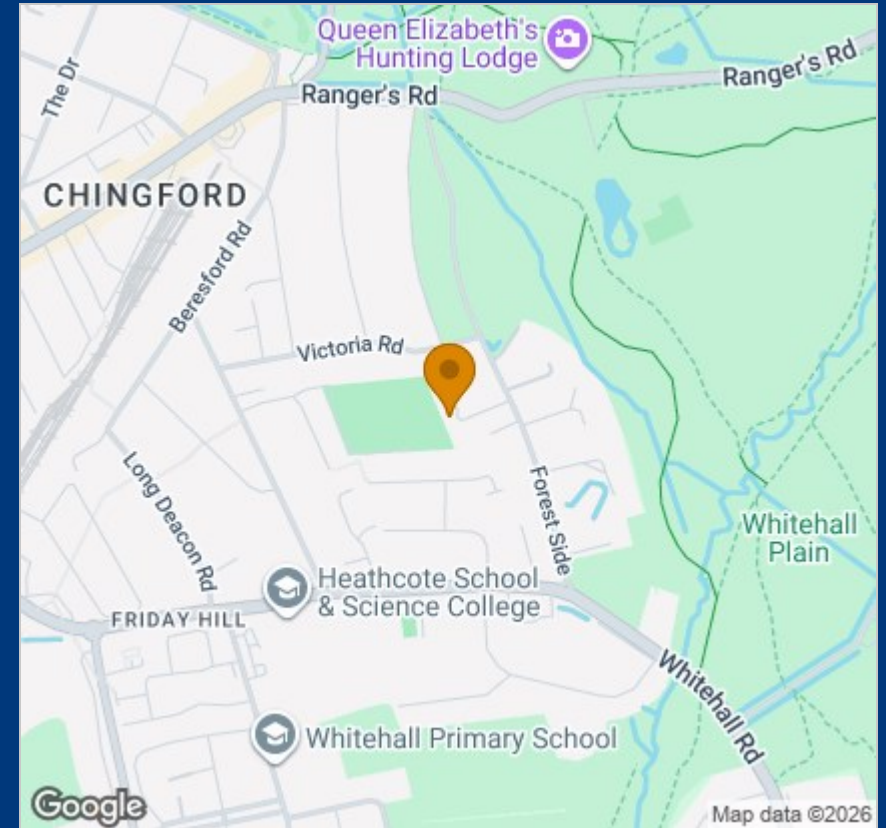 Queen Elizabeth's
Hunting Lodge
Ranger's Rd
Ranger's Rd
The Dr
CHINGFORD
Beresford Rd
Victoria Rd
Long Deacon Rd
Forest Side
Whitehall
Plain
Heathcote School
& Science College
FRIDAY HILL
Whitehall Rd
Whitehall Primary School
Google
Map data ©2026